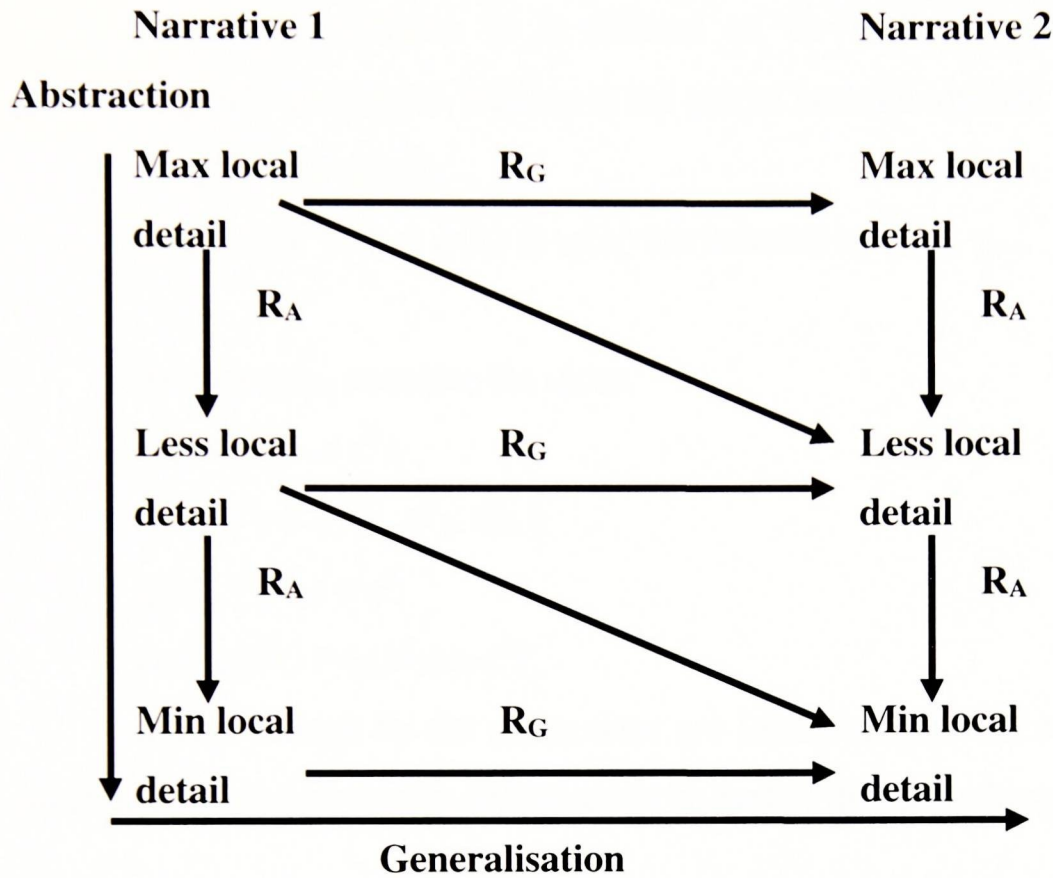 Narrative 1 Narrative 2
Abstraction
Max local R_G Max local
detail detail
R_A R_A
Less local R_G Less local
detail detail
R_A R_A
Min local R_G Min local
detail detail
Generalisation